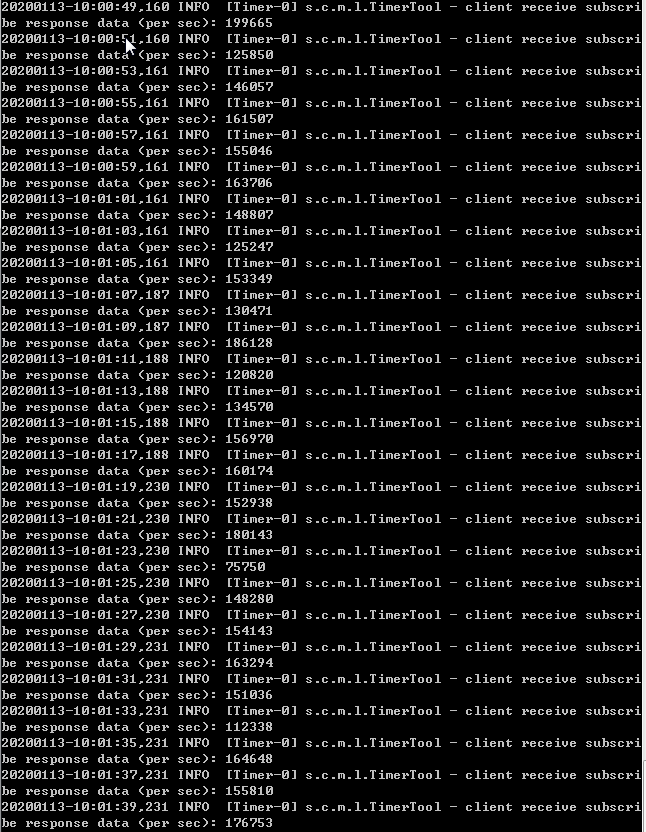 20200113-10:00:49,160 INFO  [Timer-0] s.c.m.l.TimerTool - client receive subscri
be response data (per sec): 199665
20200113-10:00:51,160 INFO  [Timer-0] s.c.m.l.TimerTool - client receive subscri
be response data (per sec): 125850
20200113-10:00:53,161 INFO  [Timer-0] s.c.m.l.TimerTool - client receive subscri
be response data (per sec): 146057
20200113-10:00:55,161 INFO  [Timer-0] s.c.m.l.TimerTool - client receive subscri
be response data (per sec): 161507
20200113-10:00:57,161 INFO  [Timer-0] s.c.m.l.TimerTool - client receive subscri
be response data (per sec): 155046
20200113-10:00:59,161 INFO  [Timer-0] s.c.m.l.TimerTool - client receive subscri
be response data (per sec): 163706
20200113-10:01:01,161 INFO  [Timer-0] s.c.m.l.TimerTool - client receive subscri
be response data (per sec): 148807
20200113-10:01:03,161 INFO  [Timer-0] s.c.m.l.TimerTool - client receive subscri
be response data (per sec): 125247
20200113-10:01:05,161 INFO  [Timer-0] s.c.m.l.TimerTool - client receive subscri
be response data (per sec): 153349
20200113-10:01:07,187 INFO  [Timer-0] s.c.m.l.TimerTool - client receive subscri
be response data (per sec): 130471
20200113-10:01:09,187 INFO  [Timer-0] s.c.m.l.TimerTool - client receive subscri
be response data (per sec): 186128
20200113-10:01:11,188 INFO  [Timer-0] s.c.m.l.TimerTool - client receive subscri
be response data (per sec): 120820
20200113-10:01:13,188 INFO  [Timer-0] s.c.m.l.TimerTool - client receive subscri
be response data (per sec): 134570
20200113-10:01:15,188 INFO  [Timer-0] s.c.m.l.TimerTool - client receive subscri
be response data (per sec): 156970
20200113-10:01:17,188 INFO  [Timer-0] s.c.m.l.TimerTool - client receive subscri
be response data (per sec): 160174
20200113-10:01:19,230 INFO  [Timer-0] s.c.m.l.TimerTool - client receive subscri
be response data (per sec): 152938
20200113-10:01:21,230 INFO  [Timer-0] s.c.m.l.TimerTool - client receive subscri
be response data (per sec): 180143
20200113-10:01:23,230 INFO  [Timer-0] s.c.m.l.TimerTool - client receive subscri
be response data (per sec): 75750
20200113-10:01:25,230 INFO  [Timer-0] s.c.m.l.TimerTool - client receive subscri
be response data (per sec): 148280
20200113-10:01:27,230 INFO  [Timer-0] s.c.m.l.TimerTool - client receive subscri
be response data (per sec): 154143
20200113-10:01:29,231 INFO  [Timer-0] s.c.m.l.TimerTool - client receive subscri
be response data (per sec): 163294
20200113-10:01:31,231 INFO  [Timer-0] s.c.m.l.TimerTool - client receive subscri
be response data (per sec): 151036
20200113-10:01:33,231 INFO  [Timer-0] s.c.m.l.TimerTool - client receive subscri
be response data (per sec): 112338
20200113-10:01:35,231 INFO  [Timer-0] s.c.m.l.TimerTool - client receive subscri
be response data (per sec): 164648
20200113-10:01:37,231 INFO  [Timer-0] s.c.m.l.TimerTool - client receive subscri
be response data (per sec): 155810
20200113-10:01:39,231 INFO  [Timer-0] s.c.m.l.TimerTool - client receive subscri
be response data (per sec): 176753